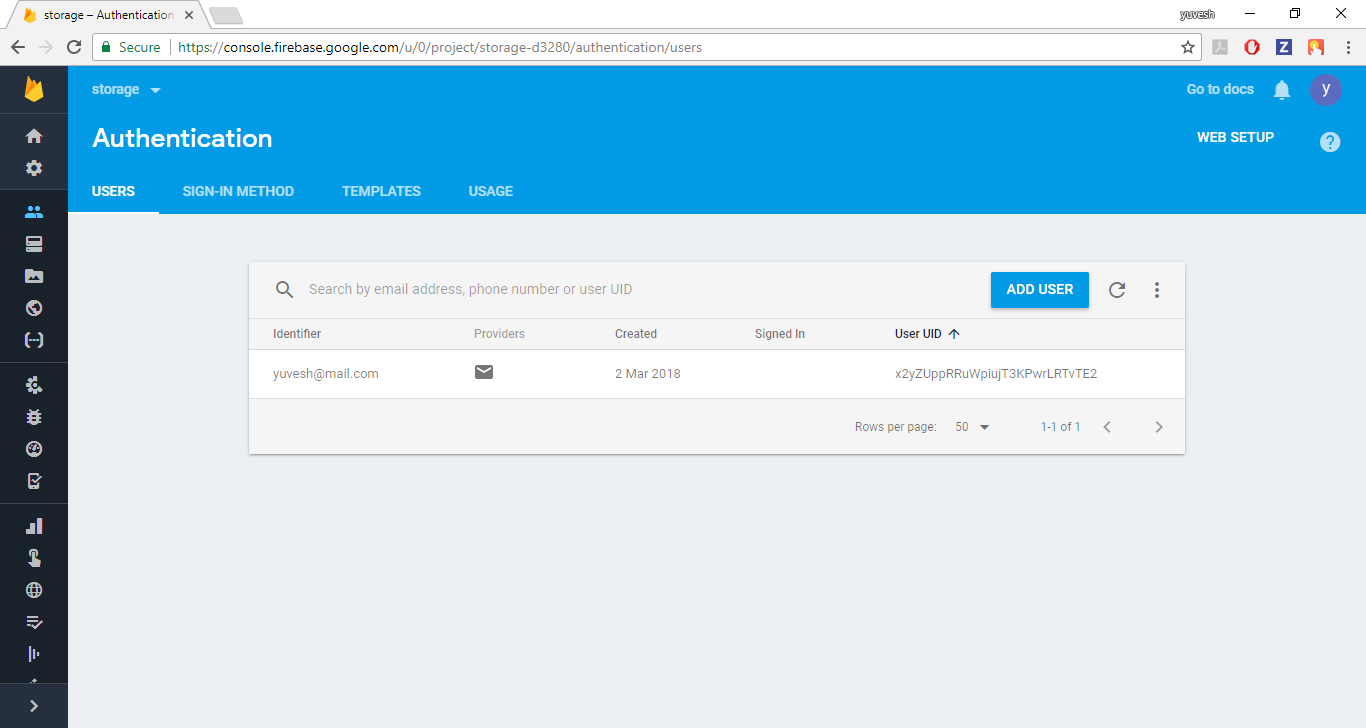 storage – Authentication
yuvesh
Secure
https://console.firebase.google.com/u/0/project/storage-d3280/authentication/users
storage
Go to docs
y
Authentication
WEB SETUP
?
USERS SIGN-IN METHOD TEMPLATES USAGE
Search by email address, phone number or user UID
ADD USER
Identifier Providers Created Signed In User UID
yuvesh@mail.com 2 Mar 2018 x2yZUppRRuWpiujT3KPwrLRTvTE2
Rows per page: 50 1-1 of 1